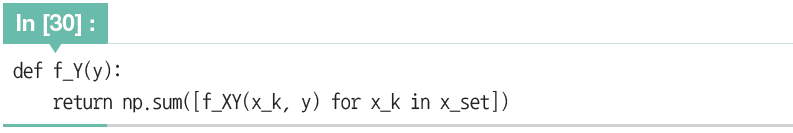 In [30] :
def f_Y(y):
    return np.sum([f_XY(x_k, y) for x_k in x_set])